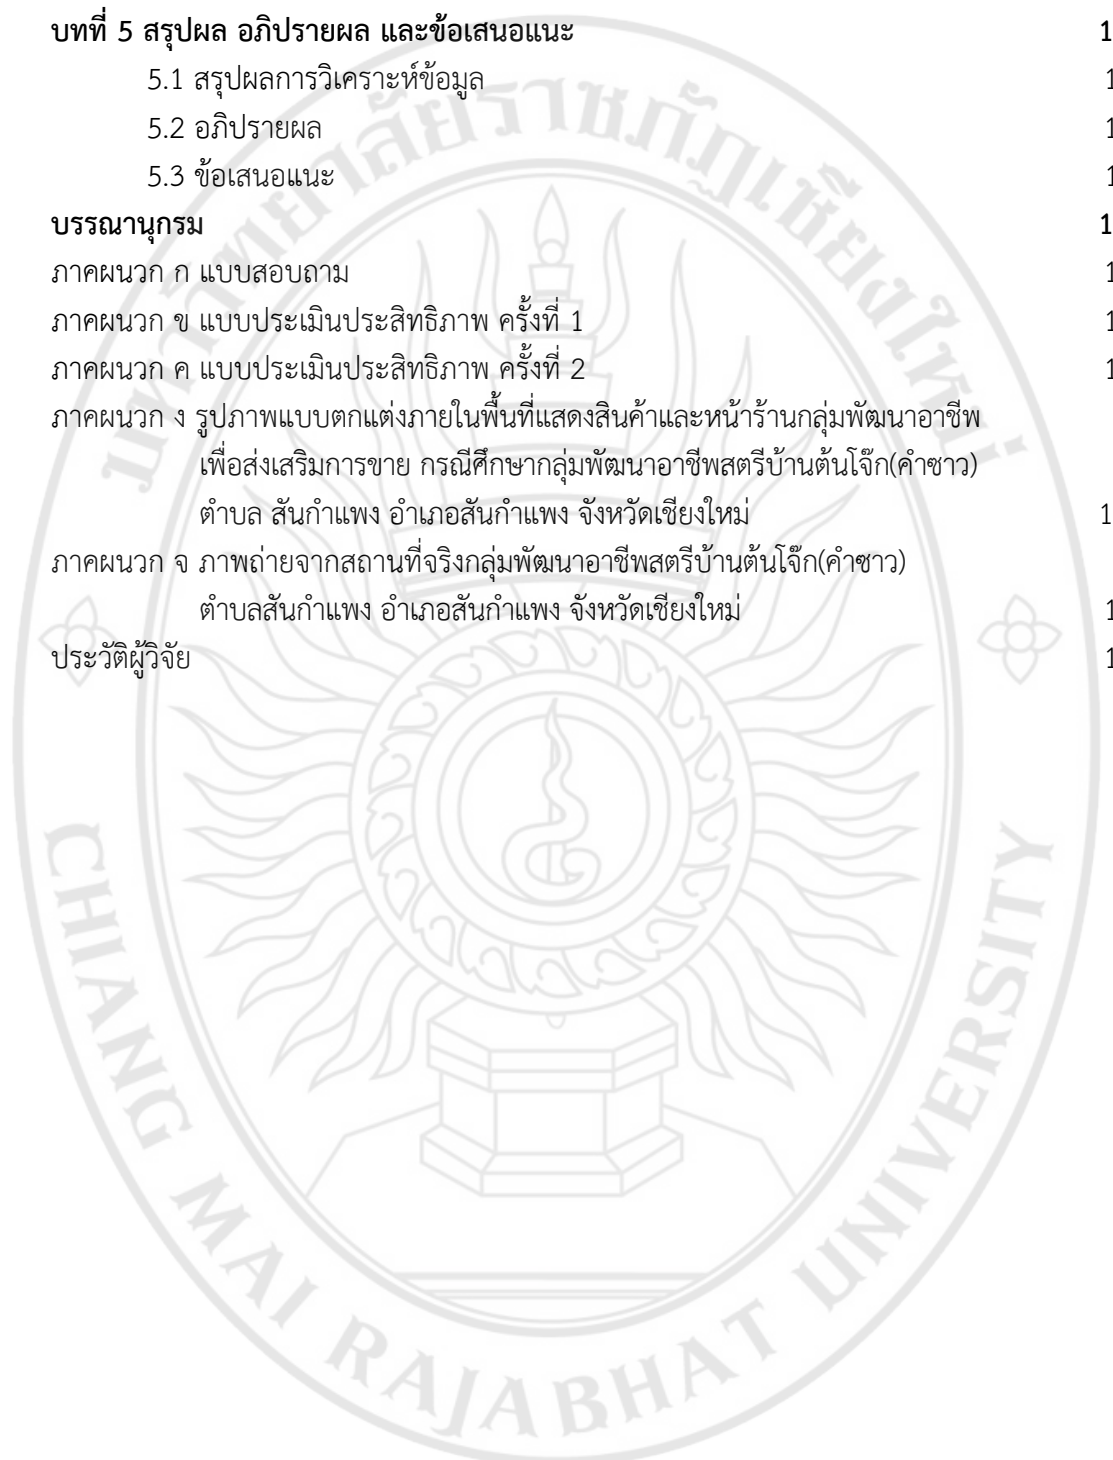 บทที่ 5 สรุปผล อภิปรายผล และข้อเสนอแนะ 1
5.1 สรุปผลการวิเคราะห์ข้อมูล 1
5.2 อภิปรายผล 1
5.3 ข้อเสนอแนะ 1
บรรณานุกรม 1
ภาคผนวก ก แบบสอบถาม 1
ภาคผนวก ข แบบประเมินประสิทธิภาพ ครั้งที่ 1 1
ภาคผนวก ค แบบประเมินประสิทธิภาพ ครั้งที่ 2 1
ภาคผนวก ง รูปภาพแบบตกแต่งภายในพื้นที่แสดงสินค้าและหน้าร้านกลุ่มพัฒนาอาชีพ
เพื่อส่งเสริมการขาย กรณีศึกษากลุ่มพัฒนาอาชีพสตรีบ้านต้นโจ๊ก(คำซาว)
ตำบล สันกำแพง อำเภอสันกำแพง จังหวัดเชียงใหม่ 1
ภาคผนวก จ ภาพถ่ายจากสถานที่จริงกลุ่มพัฒนาอาชีพสตรีบ้านต้นโจ๊ก(คำซาว)
ตำบลสันกำแพง อำเภอสันกำแพง จังหวัดเชียงใหม่ 1
ประวัติผู้วิจัย 1
มหาวิทยาลัยราชภัฏเชียงใหม่
CHIANG MAI RAJABHAT UNIVERSITY